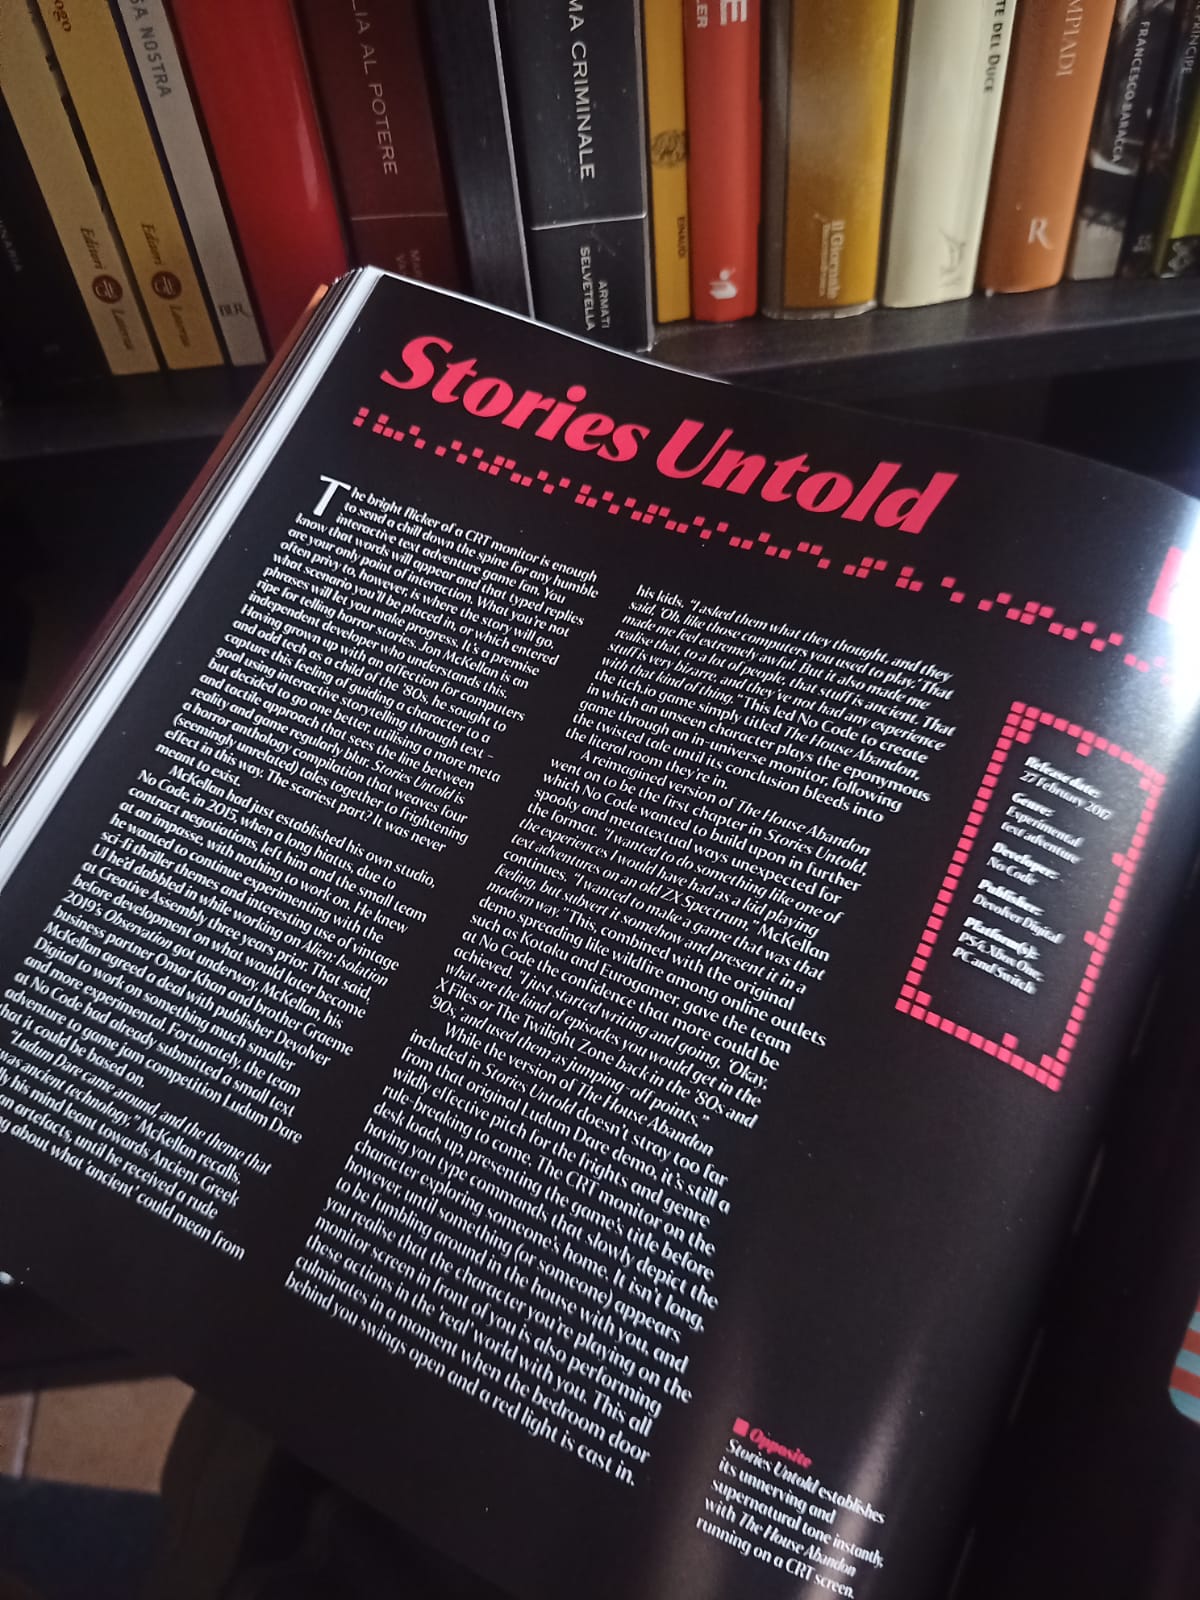 OSA NOSTRA
LIA AL POTERE
MA CRIMINALE
ARMATI
SELVETELLA
EINAUDI
LER
il Giornale
TE DEL DUCE
MPIADI
R
FRANCESCO BARACCA
PRINCIPE
Editori Laterza
Editori Laterza
BUR
Stories Untold
The bright flicker of a CRT monitor is enough
to send a chill down the spine for any humble
interactive text adventure game fan. You
know that words will appear and that typed replies
are your only point of interaction. What you're not
often privy to, however, is where the story will go,
what scenario you'll be placed in, or which entered
phrases will let you make progress. It's a premise
ripe for telling horror stories. Jon McKellan is an
independent developer who understands this.
Having grown up with an affection for computers
and odd tech as a child of the '80s, he sought to
capture this feeling of guiding a character to a
goal using interactive storytelling through text –
but decided to go one better, utilising a more meta
and tactile approach that sees the line between
reality and game regularly blur. Stories Untold is
a horror anthology compilation that weaves four
(seemingly unrelated) tales together to frightening
effect in this way. The scariest part? It was never
meant to exist.
McKellan had just established his own studio,
No Code, in 2015, when a long hiatus, due to
contract negotiations, left him and the small team
at an impasse, with nothing to work on. He knew
he wanted to continue experimenting with the
sci-fi thriller themes and interesting use of vintage
UI he'd dabbled in while working on Alien: Isolation
at Creative Assembly three years prior. That said,
before development on what would later become
2019's Observation got underway, McKellan, his
business partner Omar Khan and brother Graeme
McKellan agreed a deal with publisher Devolver
Digital to work on something much smaller
and more experimental. Fortunately, the team
at No Code had already submitted a small text
adventure to game jam competition Ludum Dare
that it could be based on.
"Ludum Dare came around, and the theme that
was ancient technology," McKellan recalls.
ly his mind leant towards Ancient Greek
an artefacts, until he received a rude
g about what 'ancient' could mean from
his kids. "I asked them what they thought, and they
said, 'Oh, like those computers you used to play.' That
made me feel extremely awful. But it also made me
realise that, to a lot of people, that stuff is ancient. That
stuff is very bizarre, and they've not had any experience
with that kind of thing." This led No Code to create
the itch.io game simply titled The House Abandon,
in which an unseen character plays the eponymous
game through an in-universe monitor, following
the twisted tale until its conclusion bleeds into
the literal room they're in.
A reimagined version of The House Abandon
went on to be the first chapter in Stories Untold,
which No Code wanted to build upon in further
spooky and metatextual ways unexpected for
the format. "I wanted to do something like one of
the experiences I would have had as a kid playing
text adventures on an old ZX Spectrum," McKellan
continues. "I wanted to make a game that was that
feeling, but subvert it somehow and present it in a
modern way." This, combined with the original
demo spreading like wildfire among online outlets
such as Kotaku and Eurogamer, gave the team
at No Code the confidence that more could be
achieved. "I just started writing and going, 'Okay,
what are the kind of episodes you would get in the
X Files or The Twilight Zone back in the '80s and
'90s,' and used them as jumping-off points."
While the version of The House Abandon
included in Stories Untold doesn't stray too far
from that original Ludum Dare demo, it's still a
wildly effective pitch for the frights and genre
rule-breaking to come. The CRT monitor on the
desk loads up, presenting the game's title before
having you type commands that slowly depict the
character exploring someone's home. It isn't long,
however, until something (or someone) appears
to be fumbling around in the house with you, and
you realise that the character you're playing on the
monitor screen in front of you is also performing
these actions in the 'real' world with you. This all
culminates in a moment when the bedroom door
behind you swings open and a red light is cast in.
Release date:
27 February 2017
Genre:
Experimental
text adventure
Developer:
No Code
Publisher:
Devolver Digital
Platform(s):
PS4, Xbox One,
PC and Switch
Opposite
Stories Untold establishes
its unnerving and
supernatural tone instantly,
with The House Abandon
running on a CRT screen.